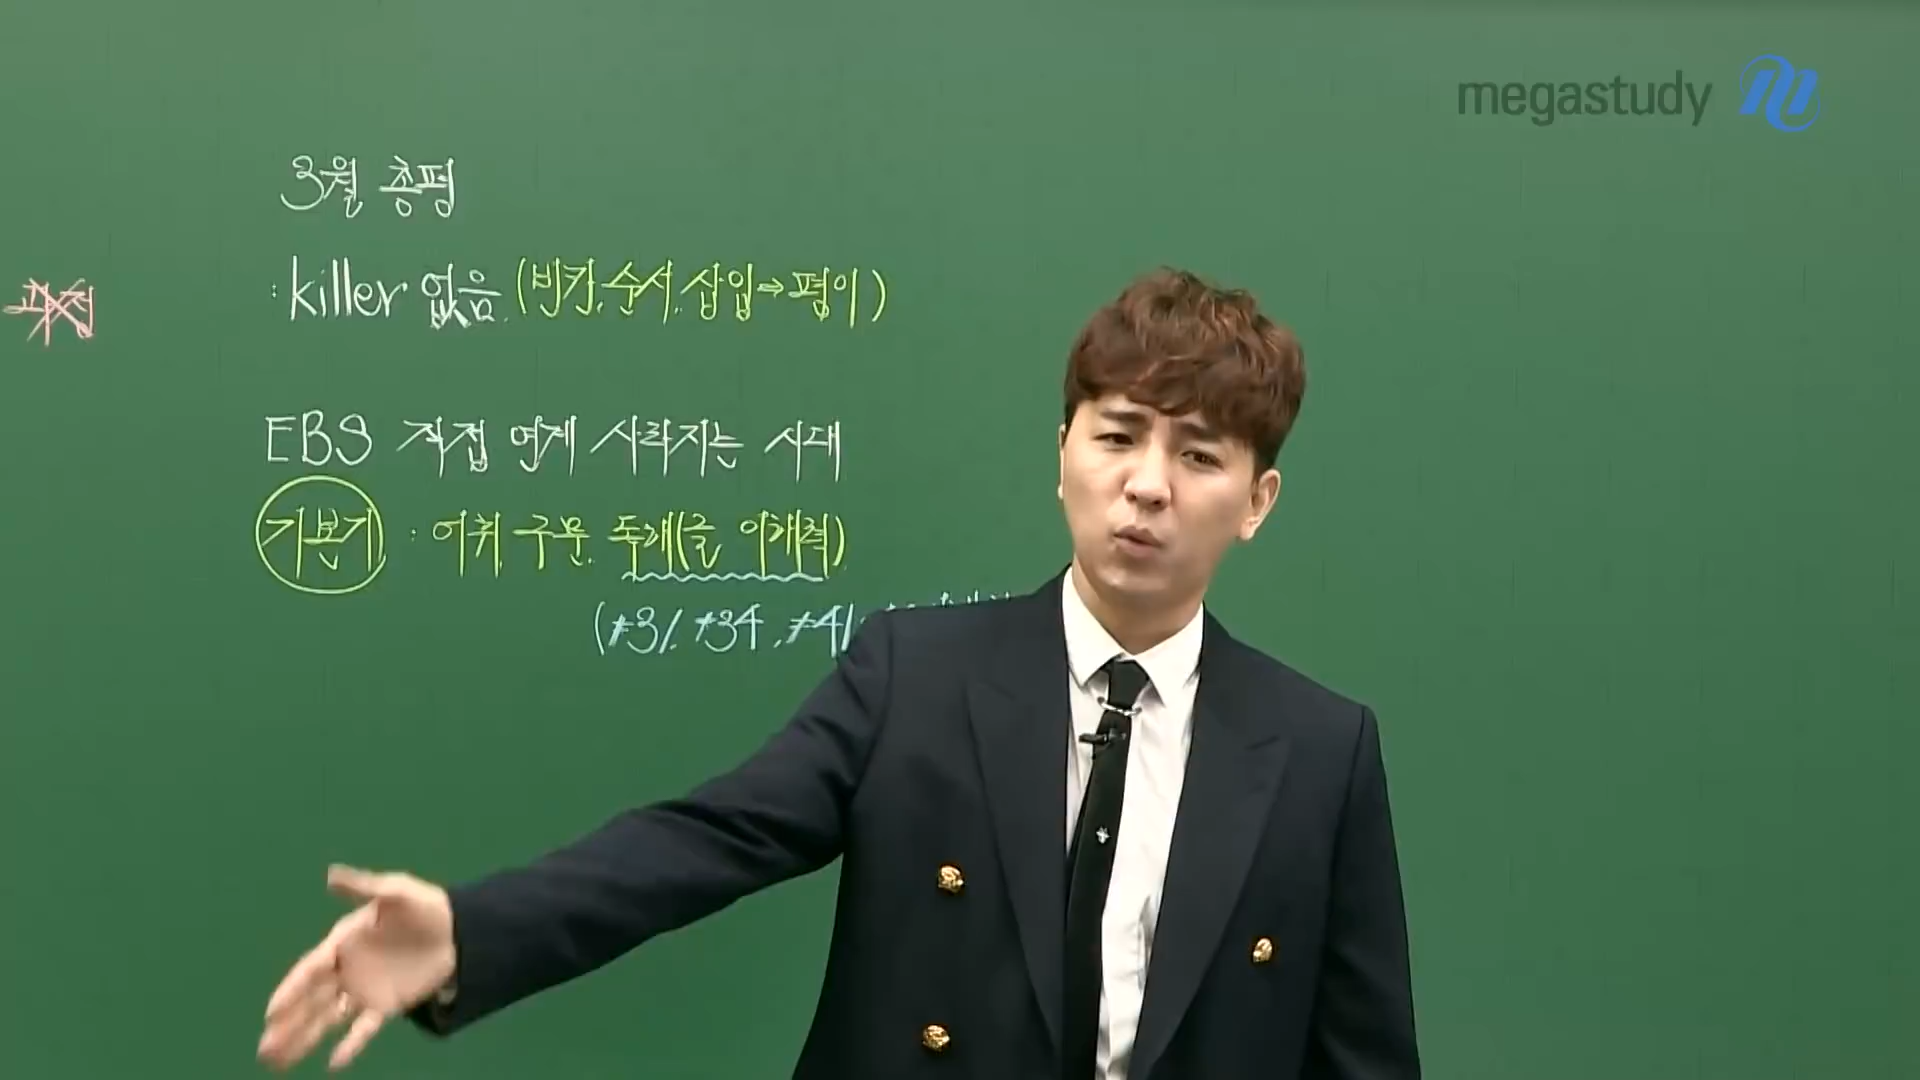 megastudy
3월 총평
: killer 없음. (빈칸, 순서, 삽입 → 평이)
EBS 직접 연계 사라지는 시대
기본기 : 어휘, 구문, 독해(글 이해력)
(#31, #34, #41